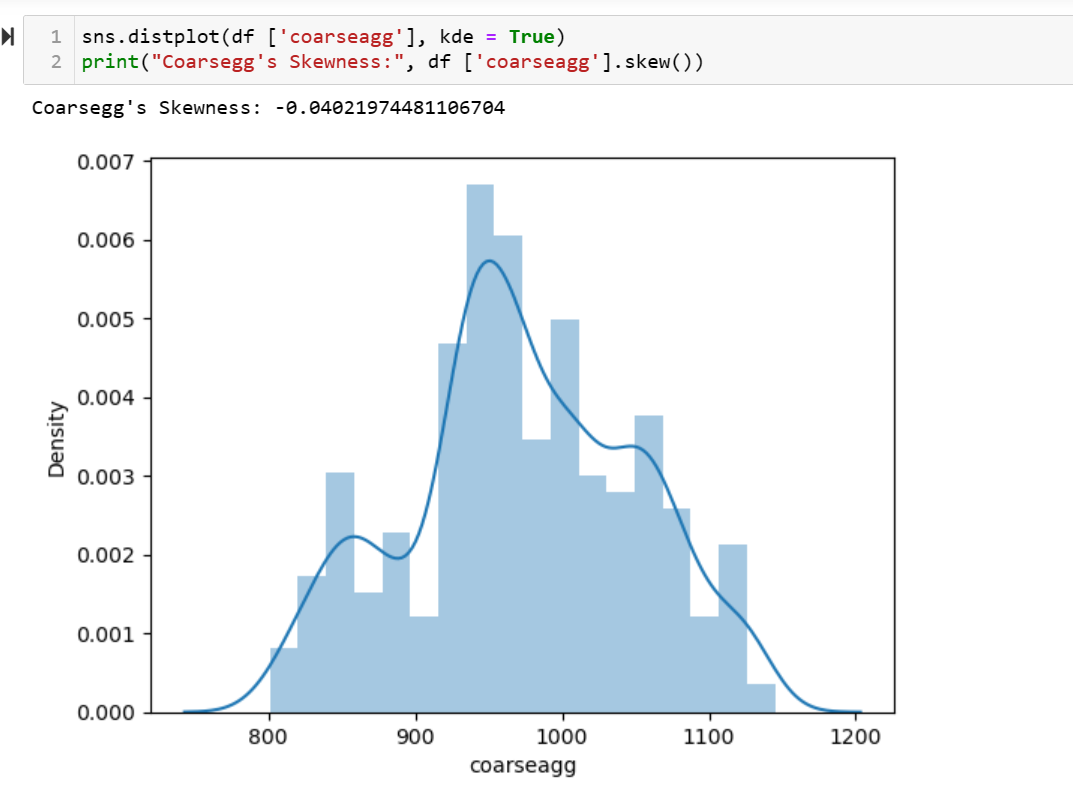 1 sns.distplot(df ['coarseagg'], kde = True)
2 print("Coarsegg's Skewness:", df ['coarseagg'].skew())
Coarsegg's Skewness: -0.04021974481106704
0.007
0.006
0.005
0.004
0.003
0.002
0.001
0.000
Density
800 900 1000 1100 1200
coarseagg